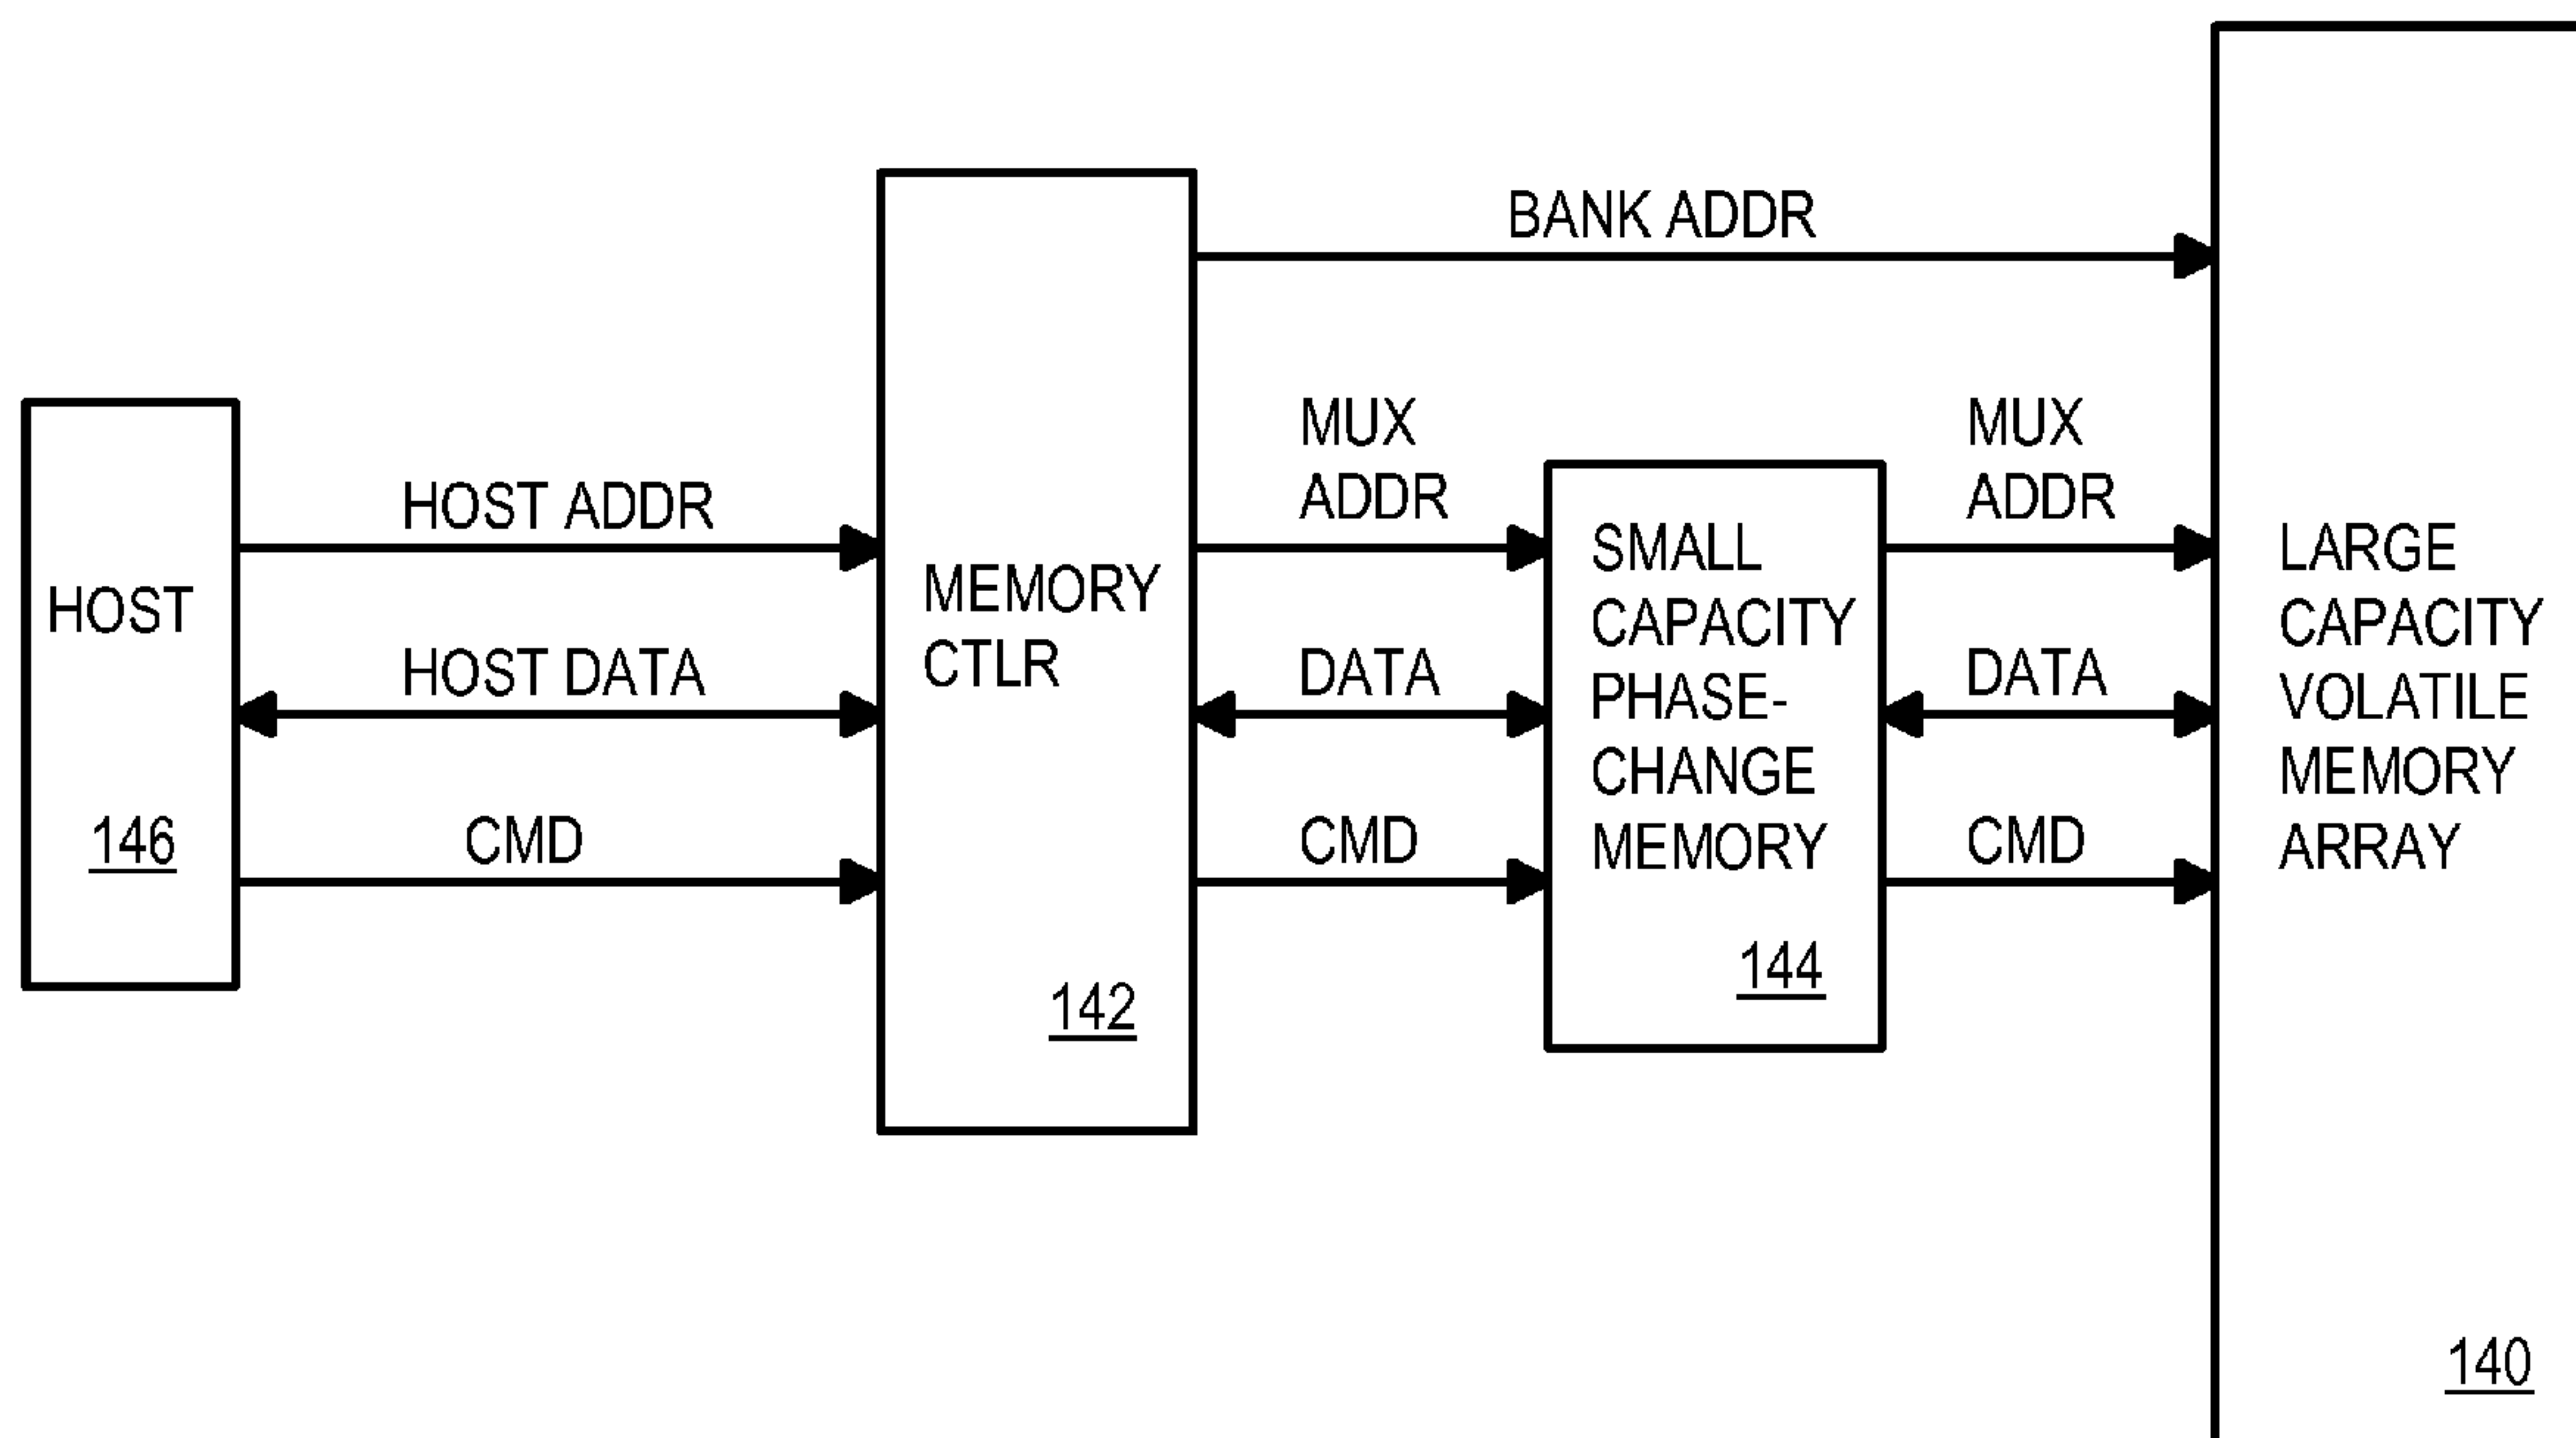 HOST
146
HOST ADDR
HOST DATA
CMD
MEMORY
CTLR
142
BANK ADDR
MUX
ADDR
DATA
CMD
SMALL
CAPACITY
PHASE-
CHANGE
MEMORY
144
MUX
ADDR
DATA
CMD
LARGE
CAPACITY
VOLATILE
MEMORY
ARRAY
140